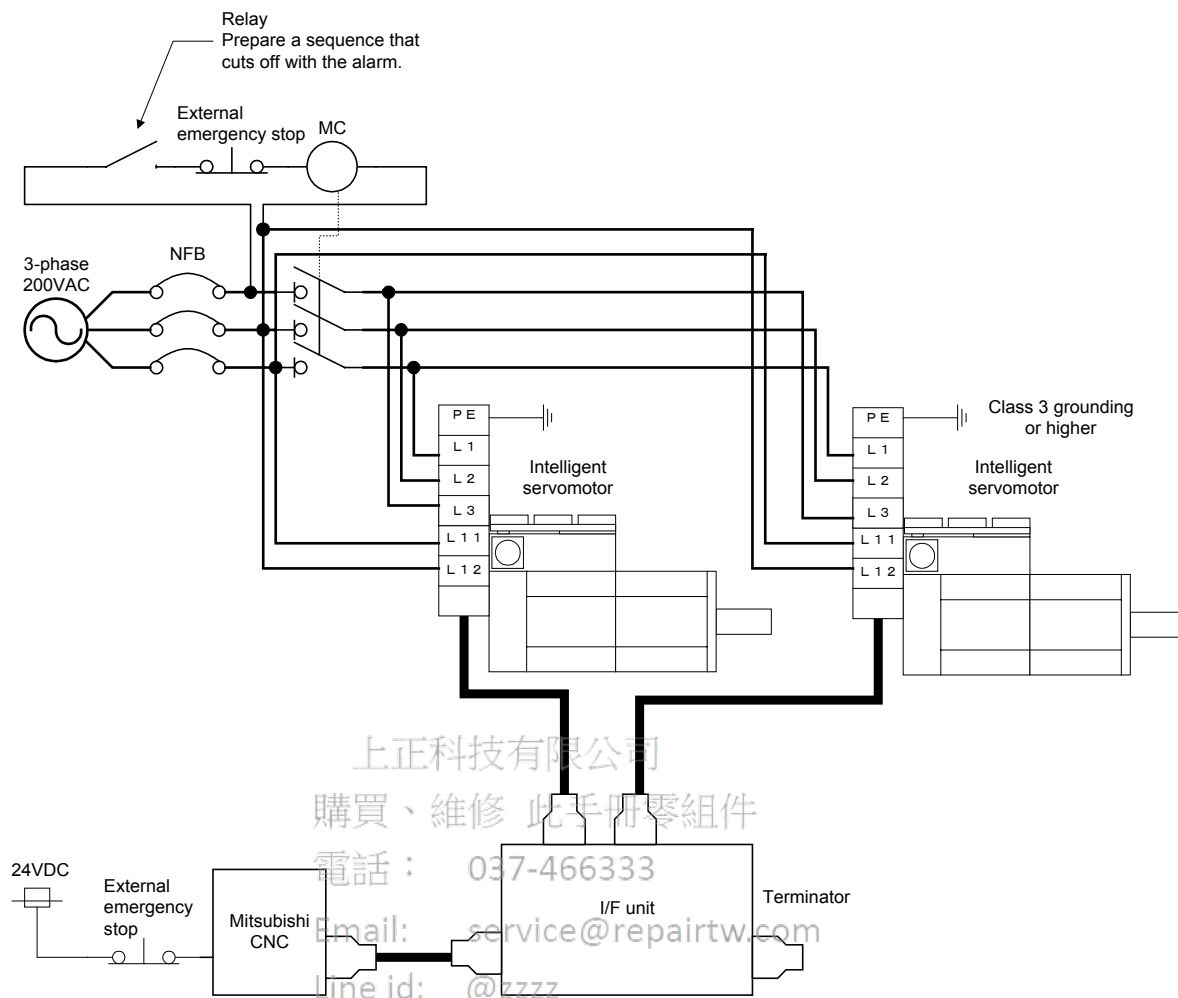 Relay
Prepare a sequence that
cuts off with the alarm.
External
emergency stop
MC
3-phase
200VAC
NFB
PE
L1
L2
L3
L11
L12
Intelligent
servomotor
PE
L1
L2
L3
L11
L12
Class 3 grounding
or higher
Intelligent
servomotor
上正科技有限公司
購買、維修 此手冊零組件
電話： 037-466333
Email: service@repairtw.com
Line id: @zzzz
24VDC
External
emergency
stop
Mitsubishi
CNC
I/F unit
Terminator